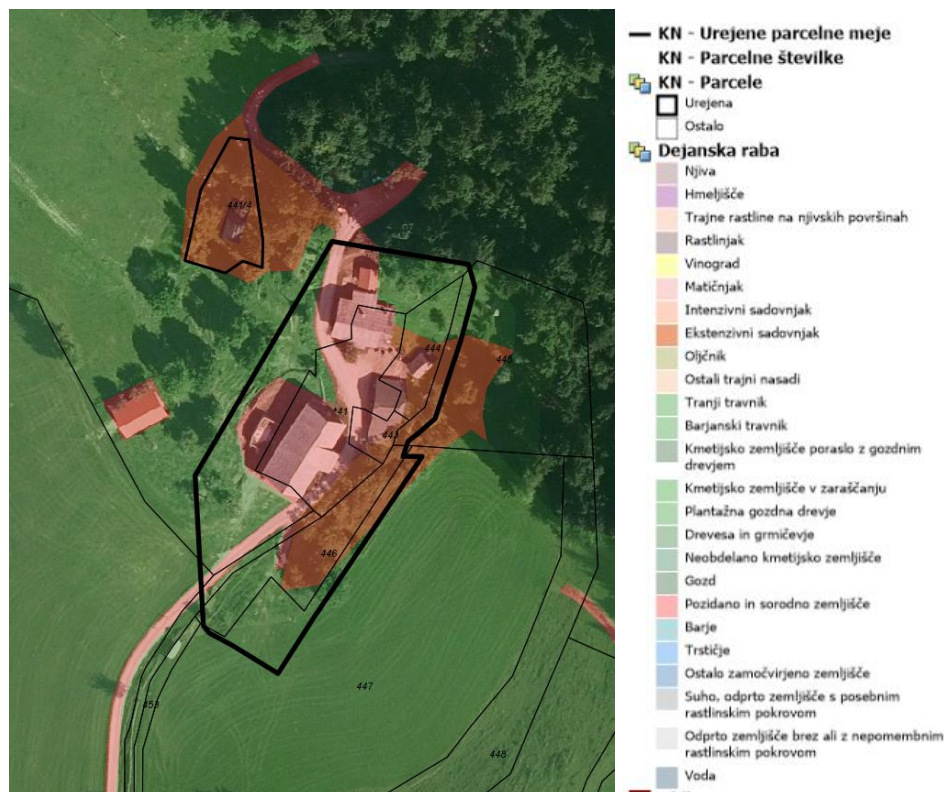 441/4
444
445
*41
443
446
447
453
448
KN - Urejene parcelne meje
KN - Parcelne številke
KN - Parcele
Urejena
Ostalo
Dejanska raba
Njiva
Hmeljišče
Trajne rastline na njivskih površinah
Rastlinjak
Vinograd
Matičnjak
Intenzivni sadovnjak
Ekstenzivni sadovnjak
Oljčnik
Ostali trajni nasadi
Tranji travnik
Barjanski travnik
Kmetijsko zemljišče poraslo z gozdnim
drevjem
Kmetijsko zemljišče v zaraščanju
Plantažna gozdna drevje
Drevesa in grmičevje
Neobdelano kmetijsko zemljišče
Gozd
Pozidano in sorodno zemljišče
Barje
Trstičje
Ostalo zamočvirjeno zemljišče
Suho, odprto zemljišče s posebnim
rastlinskim pokrovom
Odprto zemljišče brez ali z nepomembnim
rastlinskim pokrovom
Voda